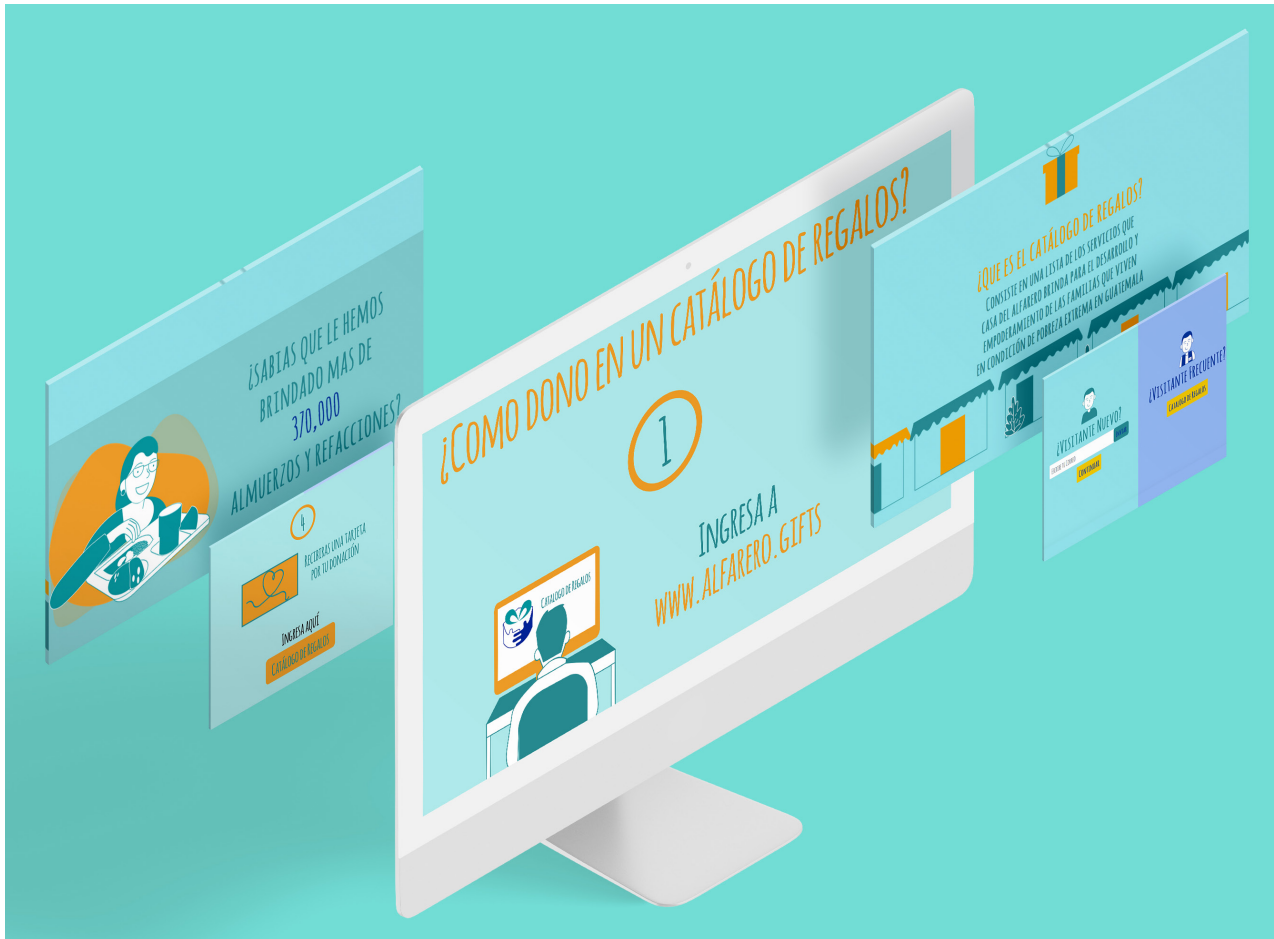 ¿SABIAS QUE LE HEMOS
BRINDADO MAS DE
370,000
ALMUERZOS Y REFACCIONES?
4
RECIBIRAS UNA TARJETA
POR TU DONACIÓN
INGRESA AQUÍ
CATÁLOGO DE REGALOS
¿COMO DONO EN UN CATÁLOGO DE REGALOS?
1
INGRESA A
WWW.ALFARERO.GIFTS
CATALOGO DE REGALOS
¿QUE ES EL CATÁLOGO DE REGALOS?
CONSISTE EN UNA LISTA DE LOS SERVICIOS QUE
CASA DEL ALFARERO BRINDA PARA EL DESARROLLO Y
EMPODERAMIENTO DE LAS FAMILIAS QUE VIVEN
EN CONDICIÓN DE POBREZA EXTREMA EN GUATEMALA
¿VISITANTE NUEVO?
CONTINUAR
¿VISITANTE FRECUENTE?
CATALOGO DE REGALOS